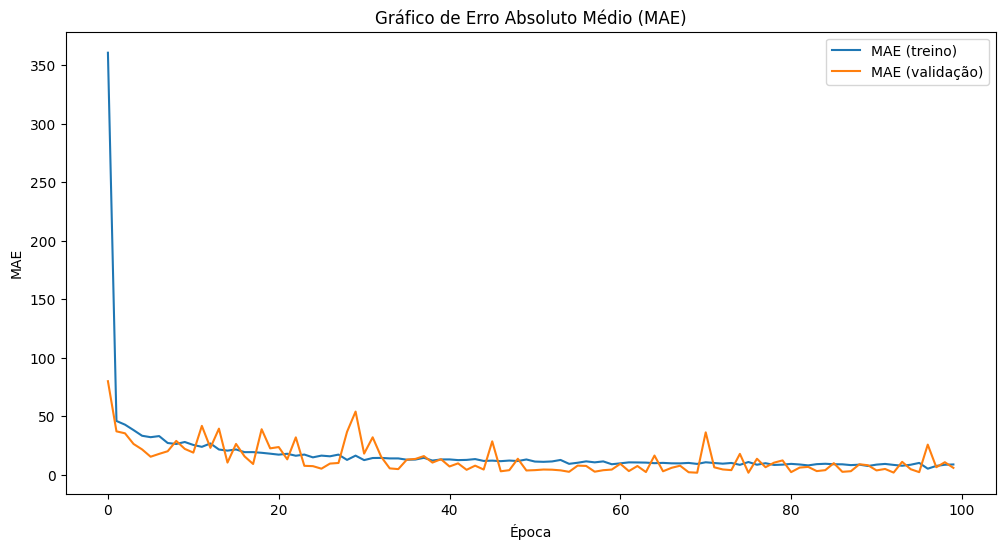 Gráfico de Erro Absoluto Médio (MAE)
MAE (treino)
MAE (validação)
350
300
250
200
150
100
50
0
MAE
0 20 40 60 80 100
Época